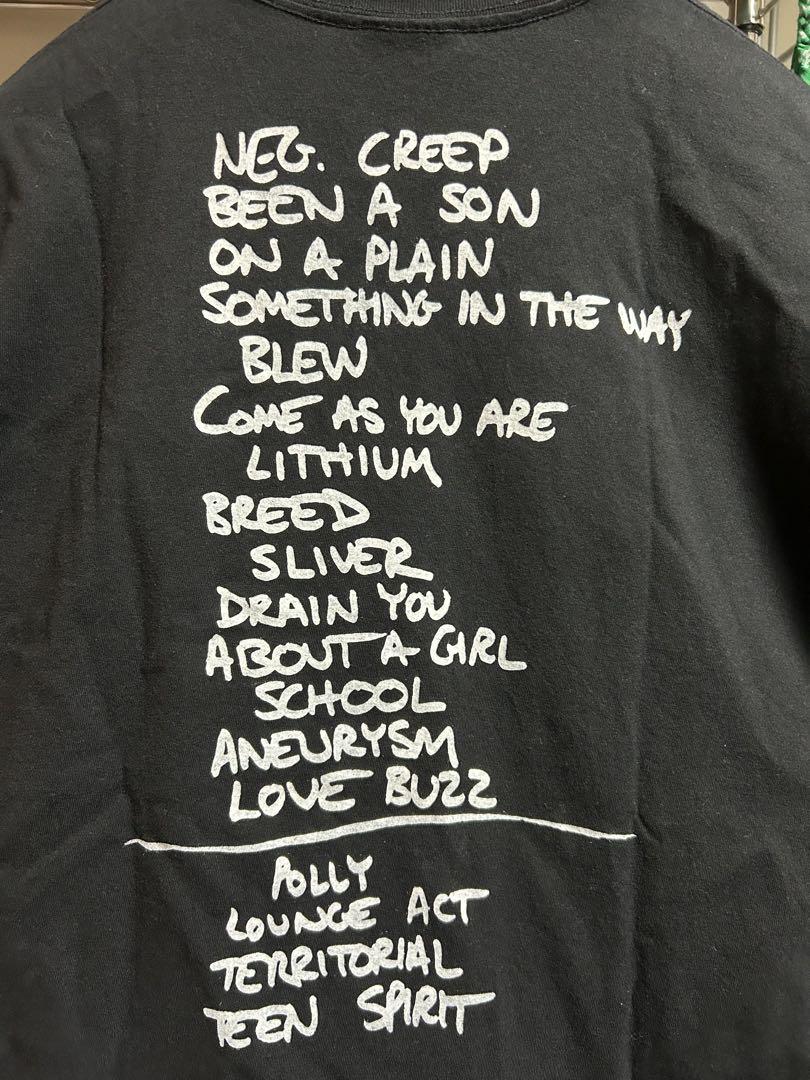 NEG. CREEP
BEEN A SON
ON A PLAIN
SOMETHING IN THE WAY
BLEW
COME AS YOU ARE
LITHIUM
BREED
SLIVER
DRAIN YOU
ABOUT A GIRL
SCHOOL
ANEURYSM
LOVE BUZZ
POLLY
LOUNGE ACT
TERRITORIAL
TEEN SPIRIT